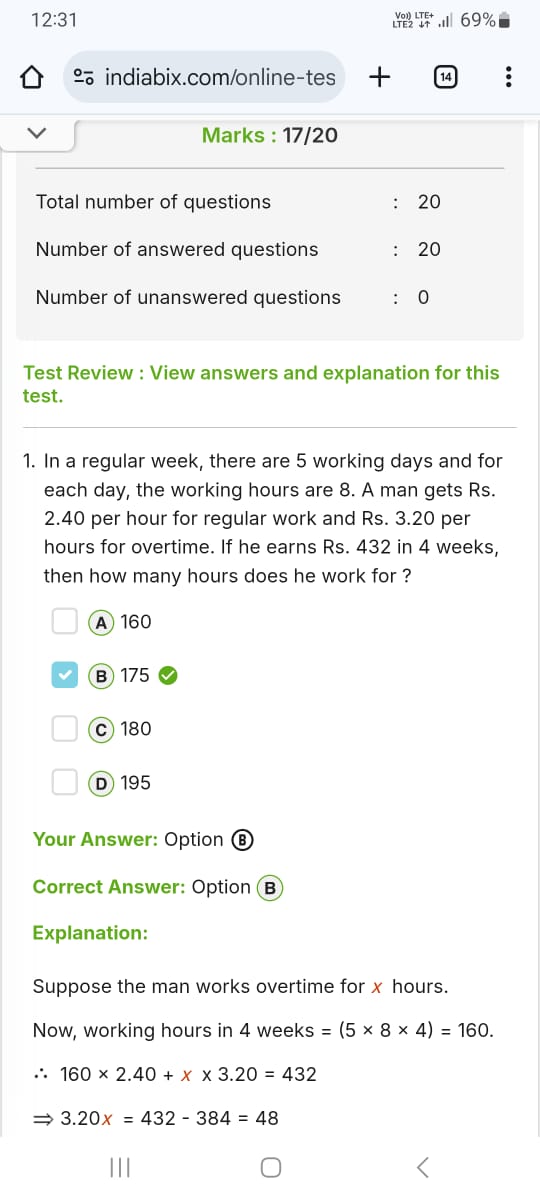 12:31
Vo)) LTE+
LTE2 ↓↑
69%
indiabix.com/online-tes
14
Marks : 17/20
Total number of questions : 20
Number of answered questions : 20
Number of unanswered questions : 0
Test Review : View answers and explanation for this
test.
1. In a regular week, there are 5 working days and for
each day, the working hours are 8. A man gets Rs.
2.40 per hour for regular work and Rs. 3.20 per
hours for overtime. If he earns Rs. 432 in 4 weeks,
then how many hours does he work for ?
A 160
B 175
C 180
D 195
Your Answer: Option B
Correct Answer: Option B
Explanation:
Suppose the man works overtime for x hours.
Now, working hours in 4 weeks = (5 × 8 × 4) = 160.
∴ 160 × 2.40 + x x 3.20 = 432
⇒ 3.20x = 432 - 384 = 48